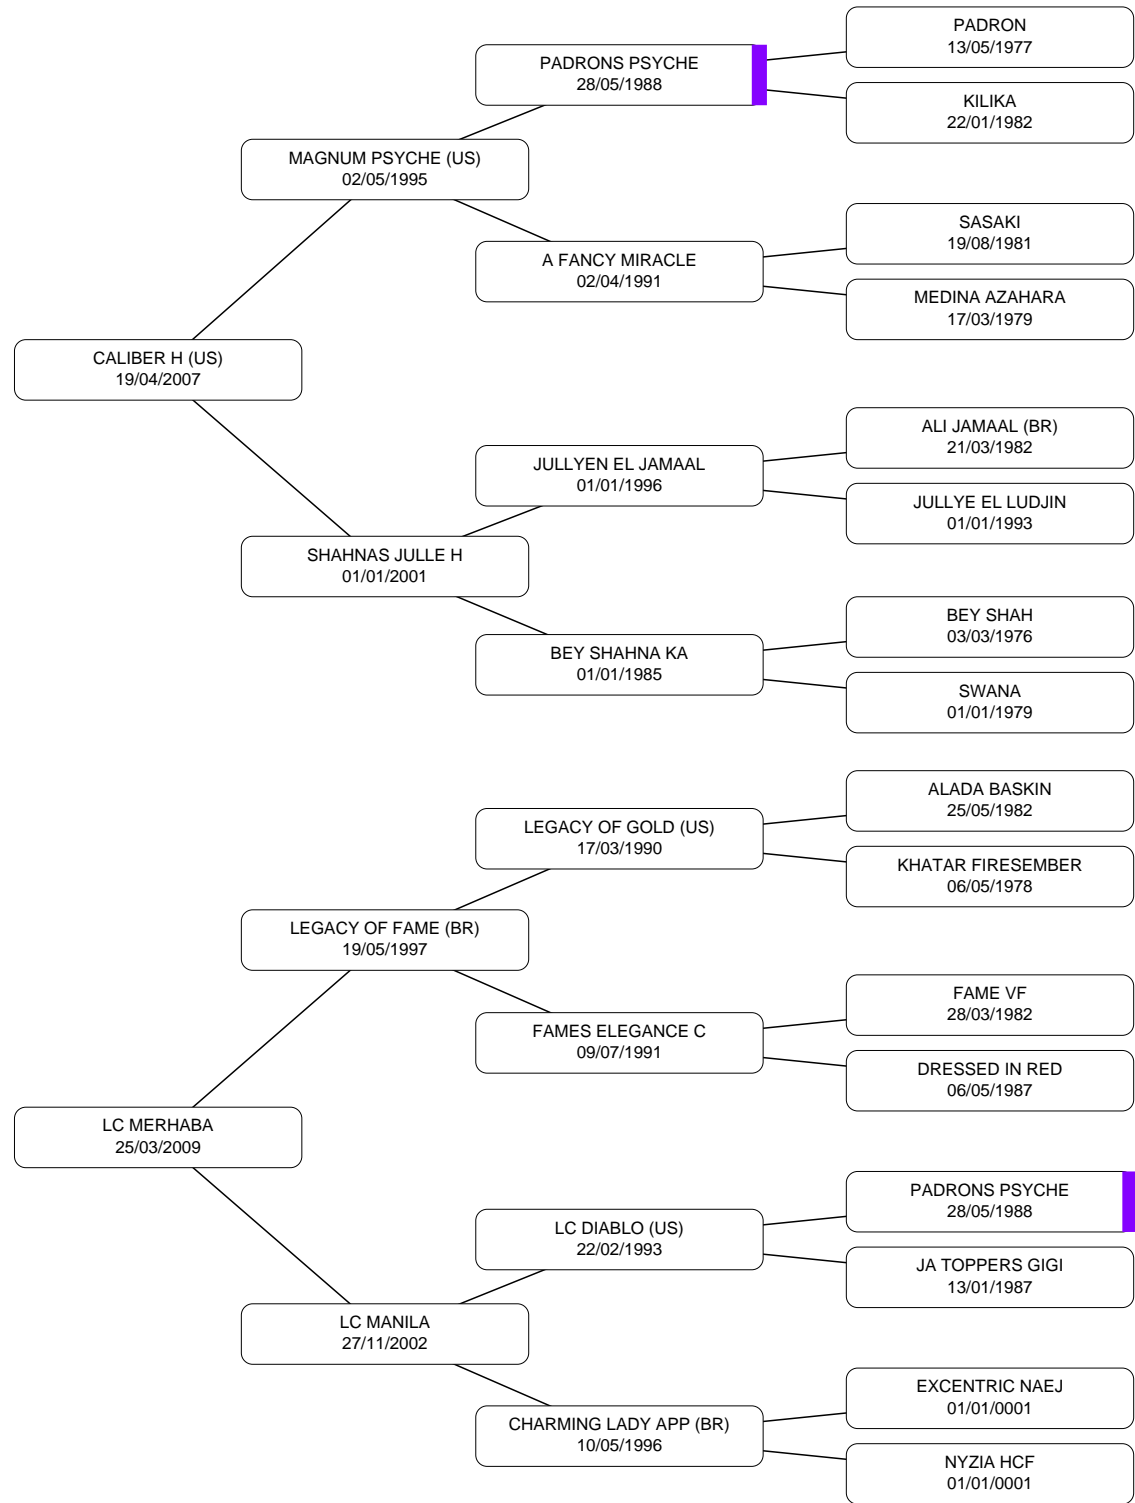 PADRON
13/05/1977
PADRONS PSYCHE
28/05/1988
KILIKA
22/01/1982
MAGNUM PSYCHE (US)
02/05/1995
SASAKI
19/08/1981
A FANCY MIRACLE
02/04/1991
MEDINA AZAHARA
17/03/1979
CALIBER H (US)
19/04/2007
ALI JAMAAL (BR)
21/03/1982
JULLYEN EL JAMAAL
01/01/1996
JULLYE EL LUDJIN
01/01/1993
SHAHNAS JULLE H
01/01/2001
BEY SHAH
03/03/1976
BEY SHAHNA KA
01/01/1985
SWANA
01/01/1979
ALADA BASKIN
25/05/1982
LEGACY OF GOLD (US)
17/03/1990
KHATAR FIRESEMBER
06/05/1978
LEGACY OF FAME (BR)
19/05/1997
FAME VF
28/03/1982
FAMES ELEGANCE C
09/07/1991
DRESSED IN RED
06/05/1987
LC MERHABA
25/03/2009
PADRONS PSYCHE
28/05/1988
LC DIABLO (US)
22/02/1993
JA TOPPERS GIGI
13/01/1987
LC MANILA
27/11/2002
EXCENTRIC NAEJ
01/01/0001
CHARMING LADY APP (BR)
10/05/1996
NYZIA HCF
01/01/0001